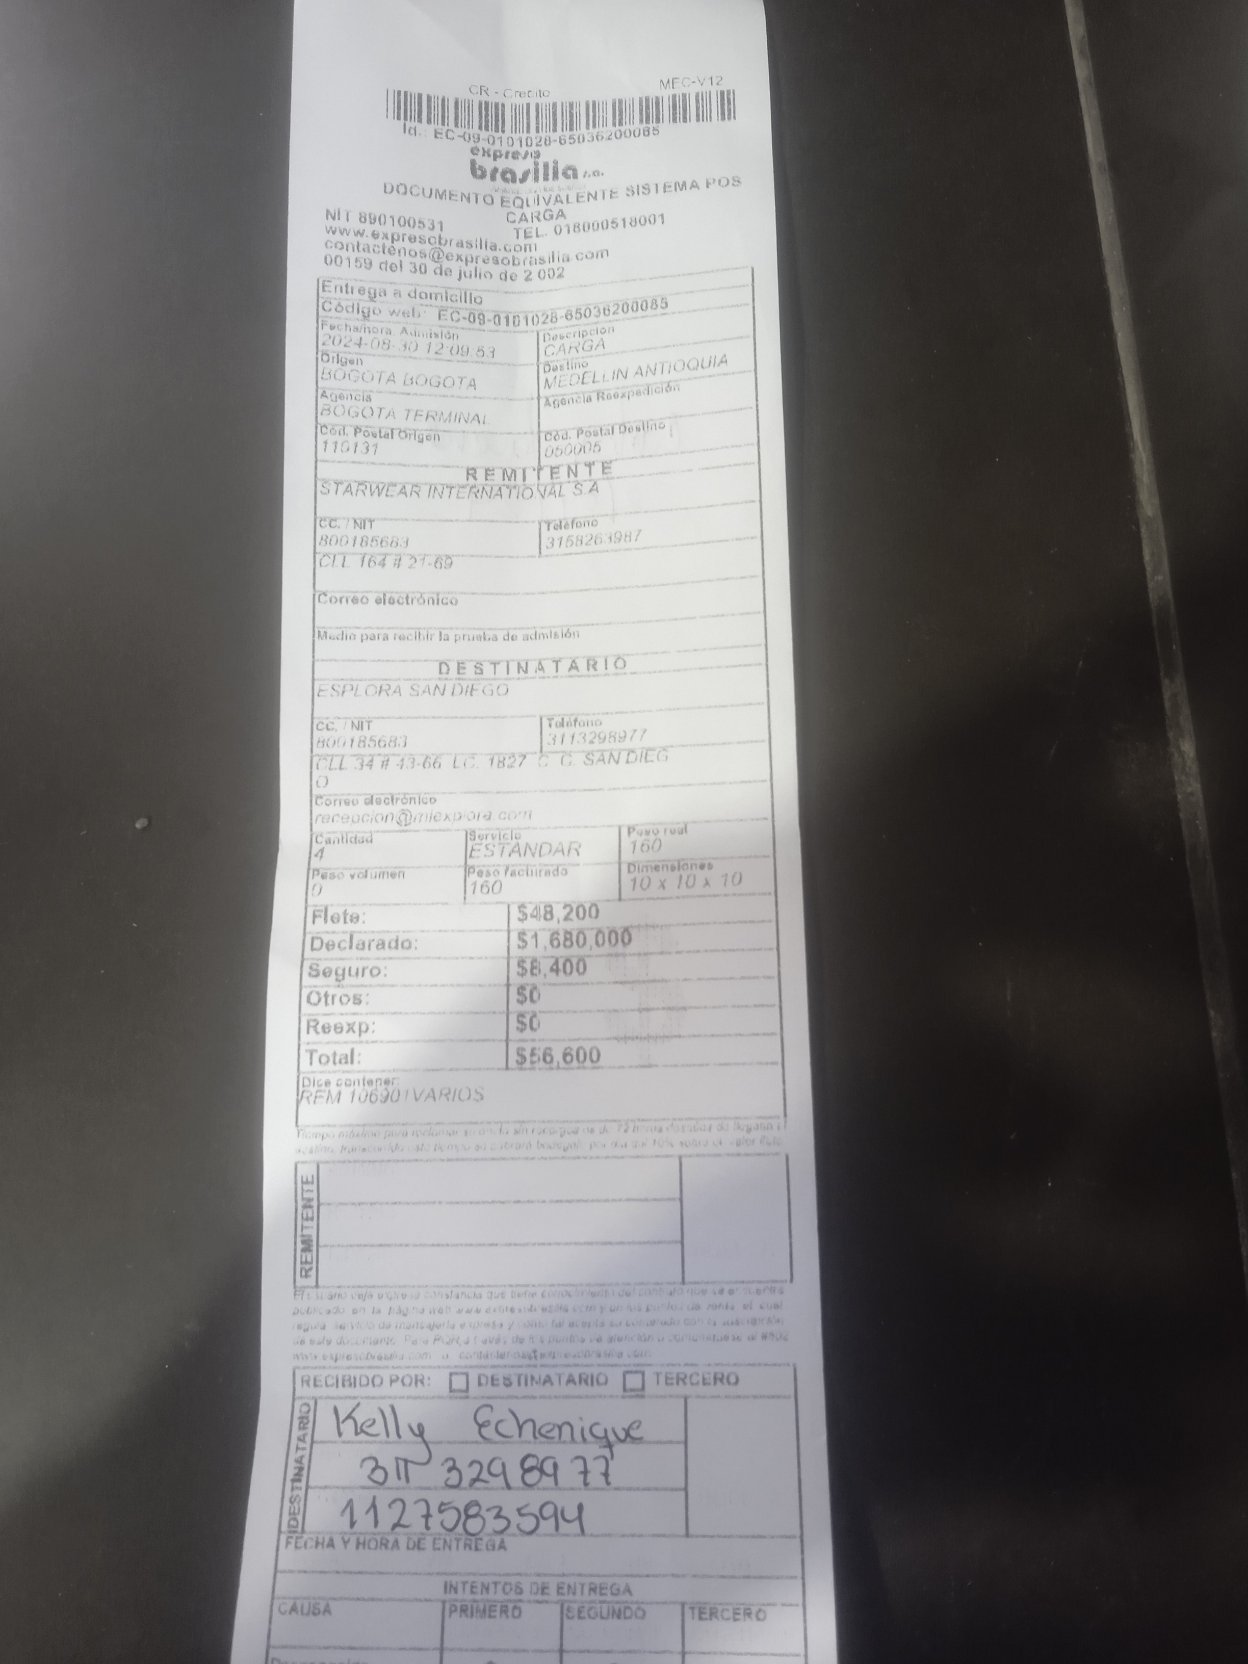 CR - Credito MEC-V12
Id.: EC-09-0101028-65036200085
expreso
brasilia s.a.
DOCUMENTO EQUIVALENTE SISTEMA POS
CARGA
NIT 890100531 TEL. 018000518001
www.expresobrasilia.com
contactenos@expresobrasilia.com
00159 del 30 de julio de 2 002
Entrega a domicilio
Código web: EC-09-0101028-65036200085
Fecha/hora. Admisión Descripción
2024-08-30 12:09:53 CARGA
Origen Destino
BOGOTA BOGOTA MEDELLIN ANTIOQUIA
Agencia Agencia Reexpedición
BOGOTA TERMINAL
Cód. Postal Origen Cód. Postal Destino
110131 050005
REMITENTE
STARWEAR INTERNATIONAL S.A
CC. / NIT Teléfono
800185683 3158263987
CLL 164 # 21-69
Correo electrónico
Medio para recibir la prueba de admisión
DESTINATARIO
ESPLORA SAN DIEGO
CC. / NIT Teléfono
800185683 3113298977
CLL 34 # 43-66 LC. 1827 C. C. SAN DIEG
O
Correo electrónico
recepcion@miexplora.com
Cantidad Servicio Peso real
4 ESTANDAR 160
Peso volumen Peso facturado Dimensiones
0 160 10 x 10 x 10
Flete: $48,200
Declarado: $1,680,000
Seguro: $8,400
Otros: $0
Reexp: $0
Total: $56,600
Dice contener:
REM 106901VARIOS
REMITENTE
RECIBIDO POR: DESTINATARIO TERCERO
DESTINATARIO
Kelly Echenique
311 3298977
1127583594
FECHA Y HORA DE ENTREGA
INTENTOS DE ENTREGA
CAUSA PRIMERO SEGUNDO TERCERO